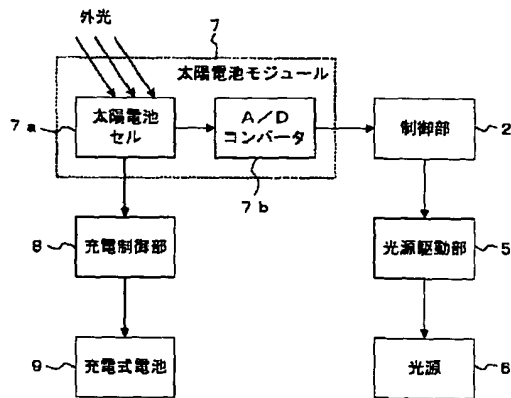 外光
7
太陽電池モジュール
7a
太陽電池
セル
A/D
コンバータ
7b
制御部
2
8
充電制御部
光源駆動部
5
9
充電式電池
光源
6